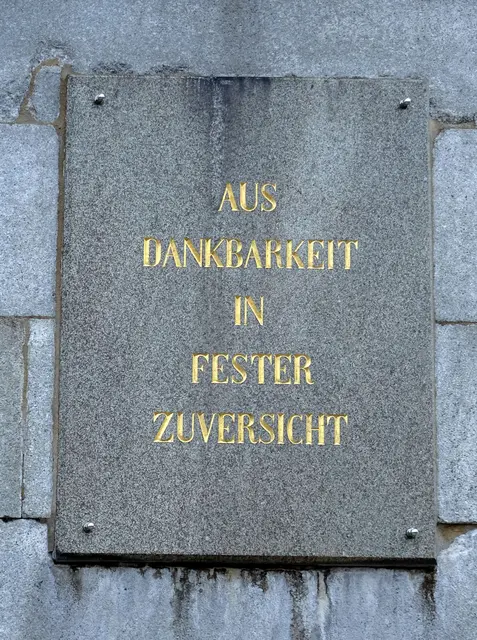 AUS
DANKBARKEIT
IN
FESTER
ZUVERSICHT